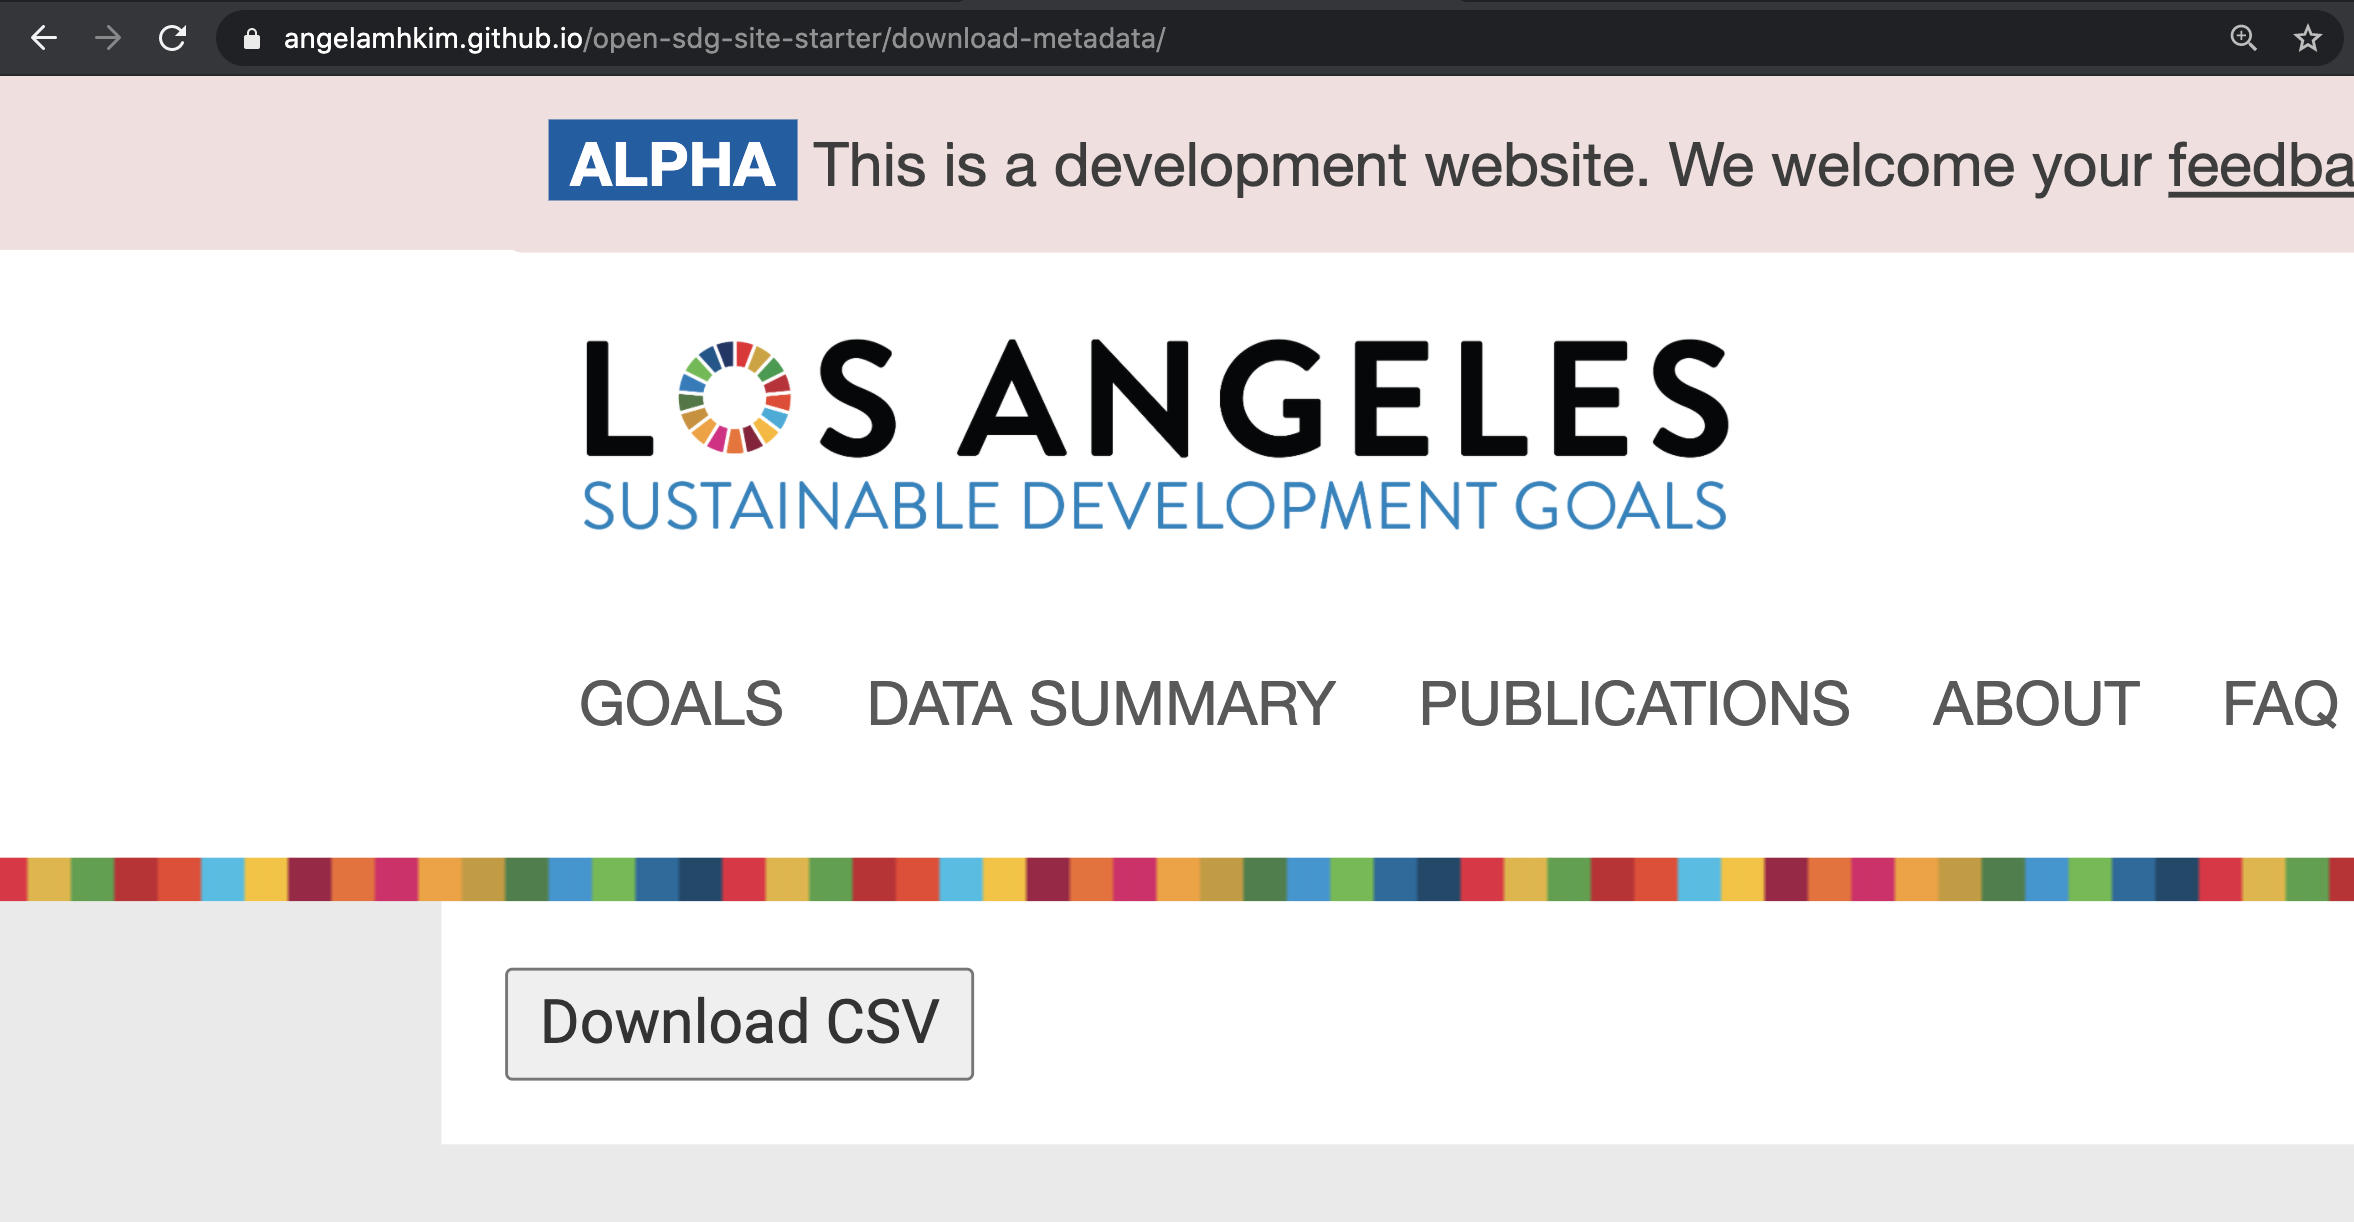 angelamhkim.github.io/open-sdg-site-starter/download-metadata/
ALPHA This is a development website. We welcome your feedba
LOS ANGELES
SUSTAINABLE DEVELOPMENT GOALS
GOALS DATA SUMMARY PUBLICATIONS ABOUT FAQ
Download CSV